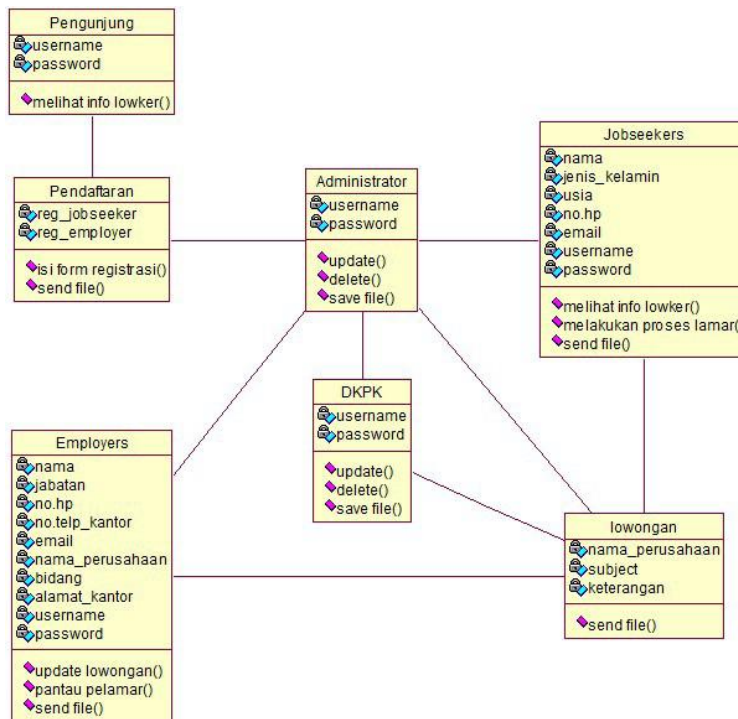 Pengunjung
username
password
melihat info lowker()
Pendaftaran
reg_jobseeker
reg_employer
isi form registrasi()
send file()
Administrator
username
password
update()
delete()
save file()
Jobseekers
nama
jenis_kelamin
usia
no.hp
email
username
password
melihat info lowker()
melakukan proses lamar(
send file()
DKPK
username
password
update()
delete()
save file()
Employers
nama
jabatan
no.hp
no.telp_kantor
email
nama_perusahaan
bidang
alamat_kantor
username
password
update lowongan()
pantau pelamar()
send file()
lowongan
nama_perusahaan
subject
keterangan
send file()